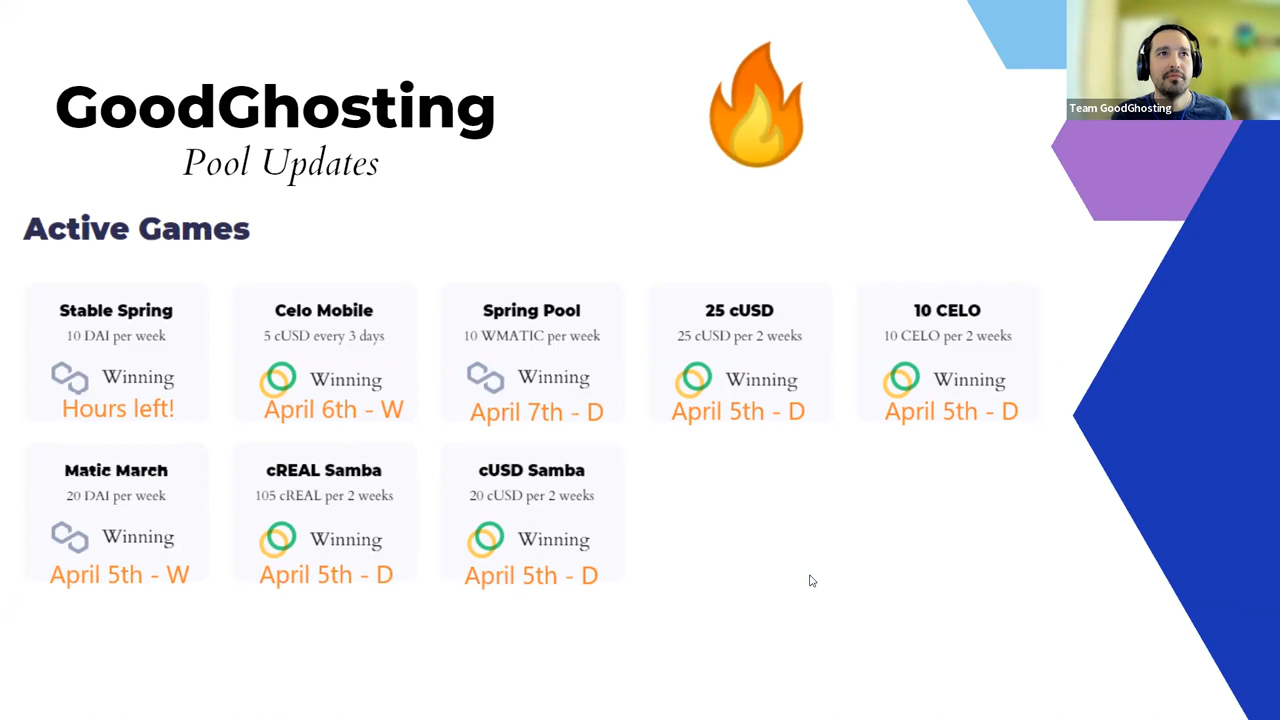 GoodGhosting
Pool Updates
Team GoodGhosting
Active Games
Stable Spring
10 DAI per week
Winning
Hours left!
Celo Mobile
5 cUSD every 3 days
Winning
April 6th - W
Spring Pool
10 WMATIC per week
Winning
April 7th - D
25 cUSD
25 cUSD per 2 weeks
Winning
April 5th - D
10 CELO
10 CELO per 2 weeks
Winning
April 5th - D
Matic March
20 DAI per week
Winning
April 5th - W
cREAL Samba
105 cREAL per 2 weeks
Winning
April 5th - D
cUSD Samba
20 cUSD per 2 weeks
Winning
April 5th - D